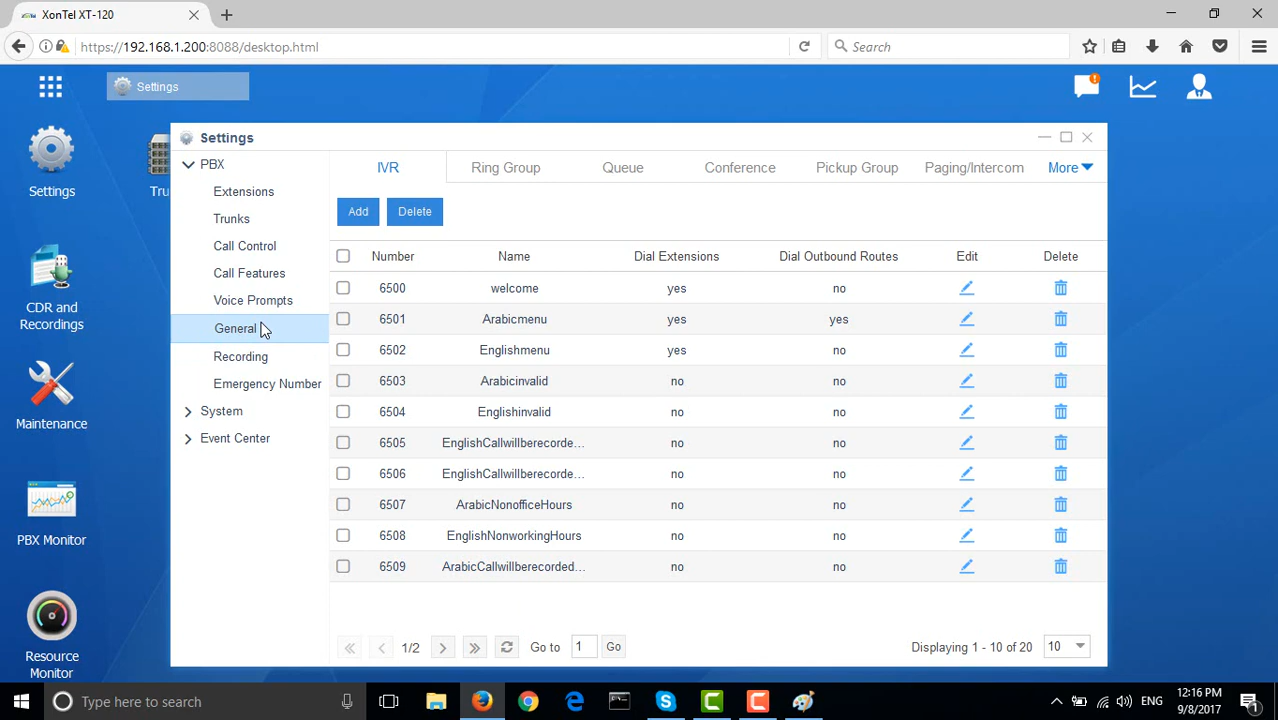 XonTel XT-120
https://192.168.1.200:8088/desktop.html
Search
Settings
Settings
Tru
CDR and
Recordings
Maintenance
PBX Monitor
Resource
Monitor
Settings
PBX
Extensions
Trunks
Call Control
Call Features
Voice Prompts
General
Recording
Emergency Number
System
Event Center
IVR Ring Group Queue Conference Pickup Group Paging/Intercom More
Add Delete
Number Name Dial Extensions Dial Outbound Routes Edit Delete
6500 welcome yes no
6501 Arabicmenu yes yes
6502 Englishmenu yes no
6503 Arabicinvalid no no
6504 Englishinvalid no no
6505 EnglishCallwillberecorde... no no
6506 EnglishCallwillberecorde... no no
6507 ArabicNonofficeHours no no
6508 EnglishNonworkingHours no no
6509 ArabicCallwillberecorded... no no
1/2 Go to 1 Go Displaying 1 - 10 of 20 10
Type here to search
ENG
12:16 PM
9/8/2017
1